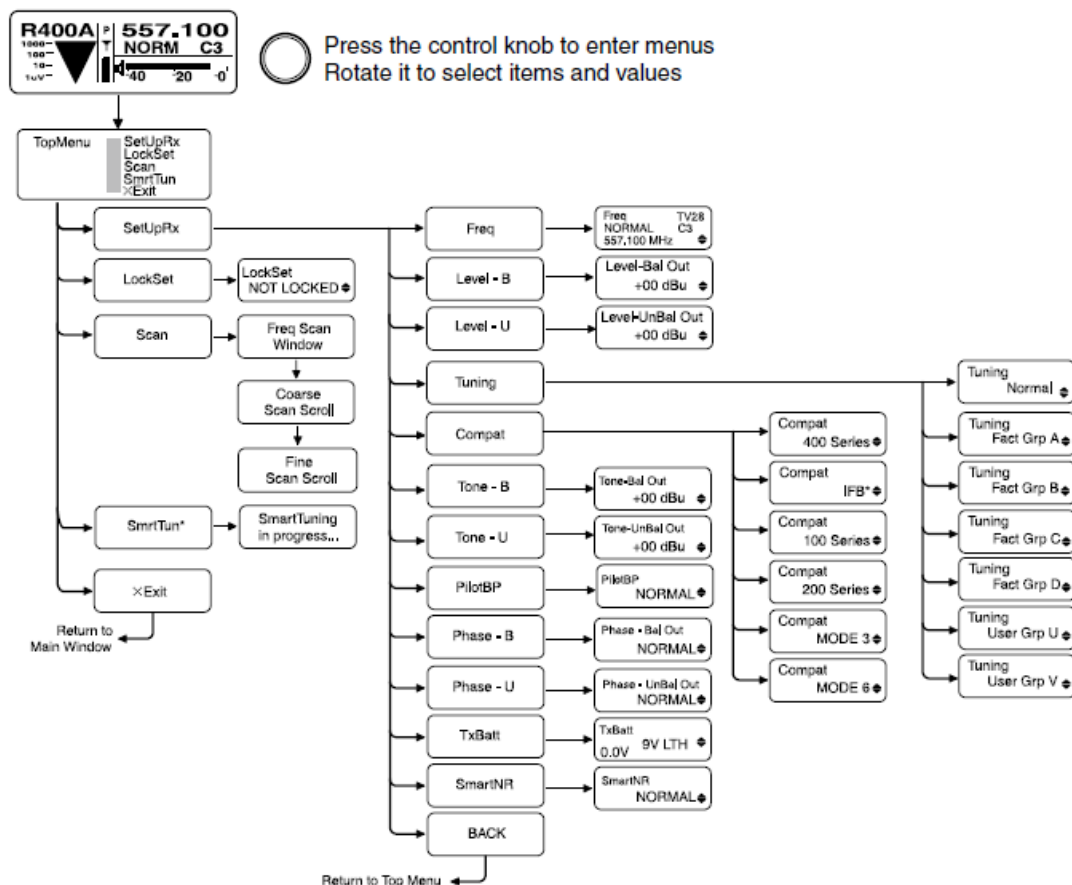 R400A P 557.100
1000- T NORM C3
100-
10-
1uV- -40 -20 -0'
Press the control knob to enter menus
Rotate it to select items and values
TopMenu SetUpRx
LockSet
Scan
SmrtTun
×Exit
SetUpRx
LockSet
LockSet
NOT LOCKED
Scan
Freq Scan
Window
Coarse
Scan Scroll
Fine
Scan Scroll
SmrtTun*
SmartTuning
in progress...
×Exit
Return to
Main Window
Freq
Freq TV28
NORMAL C3
557,100 MHz
Level - B
Level-Bal Out
+00 dBu
Level - U
Level-UnBal Out
+00 dBu
Tuning
Compat
Tone - B
Tone-Bal Out
+00 dBu
Tone - U
Tone-UnBal Out
+00 dBu
PilotBP
PilotBP
NORMAL
Phase - B
Phase - Bal Out
NORMAL
Phase - U
Phase - UnBal Out
NORMAL
TxBatt
TxBatt
0.0V 9V LTH
SmartNR
SmartNR
NORMAL
BACK
Return to Top Menu
Compat
400 Series
Compat
IFB*
Compat
100 Series
Compat
200 Series
Compat
MODE 3
Compat
MODE 6
Tuning
Normal
Tuning
Fact Grp A
Tuning
Fact Grp B
Tuning
Fact Grp C
Tuning
Fact Grp D
Tuning
User Grp U
Tuning
User Grp V